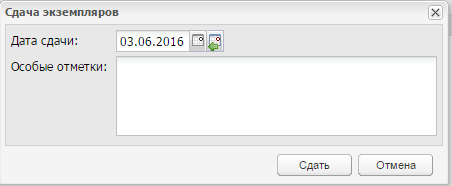 Сдача экземпляров
Дата сдачи: 03.06.2016
Особые отметки:
Сдать Отмена